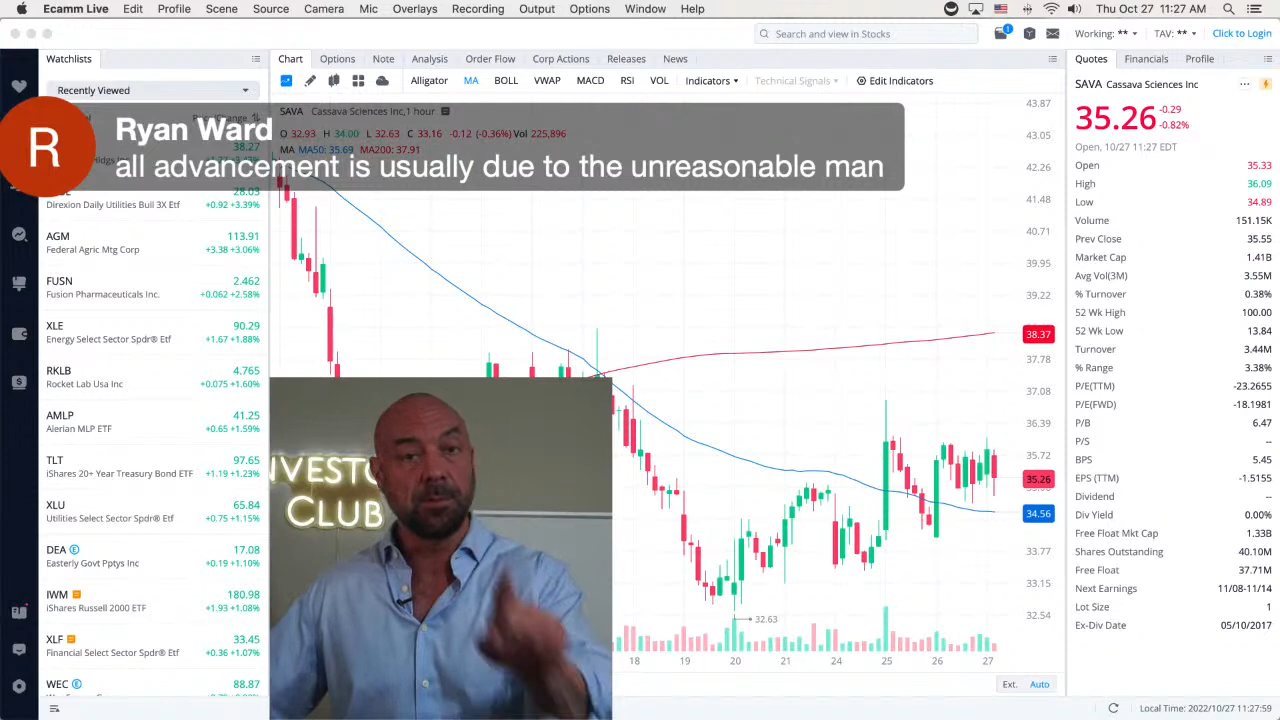 Ecamm Live Edit Profile Scene Source Camera Mic Overlays Recording Output Options Window Help Thu Oct 27 11:27 AM
Search and view in Stocks 1 Working: ** TAV: ** Click to Login
Watchlists
Recently Viewed
38.27
28.03
Direxion Daily Utilities Bull 3X Etf +0.92 +3.39%
AGM 113.91
Federal Agric Mtg Corp +3.38 +3.06%
FUSN 2.462
Fusion Pharmaceuticals Inc. +0.062 +2.58%
XLE 90.29
Energy Select Sector Spdr® Etf +1.67 +1.88%
RKLB 4.765
Rocket Lab Usa Inc +0.075 +1.60%
AMLP 41.25
Alerian MLP ETF +0.65 +1.59%
TLT 97.65
iShares 20+ Year Treasury Bond ETF +1.19 +1.23%
XLU 65.84
Utilities Select Sector Spdr® Etf +0.75 +1.15%
DEA E 17.08
Easterly Govt Pptys Inc +0.19 +1.10%
IWM 180.98
iShares Russell 2000 ETF +1.93 +1.08%
XLF 33.45
Financial Select Sector Spdr® Etf +0.36 +1.07%
WEC E 88.87
Chart Options Note Analysis Order Flow Corp Actions Releases News
Alligator MA BOLL VWAP MACD RSI VOL Indicators Technical Signals Edit Indicators
SAVA Cassava Sciences Inc,1 hour
O 32.93 H 34.00 L 32.63 C 33.16 -0.12 (-0.36%) Vol 225,896
MA MA50: 35.69 MA200: 37.91
R
Ryan Ward
all advancement is usually due to the unreasonable man
43.87
43.05
42.26
41.48
40.71
39.95
39.22
38.37
37.78
37.08
36.39
35.72
35.26
34.56
33.77
33.15
32.54
32.63
18 19 20 21 24 25 26 27
Ext. Auto
INVESTO
CLUB
Quotes Financials Profile
SAVA Cassava Sciences Inc
35.26 -0.29
-0.82%
Open, 10/27 11:27 EDT
Open 35.33
High 36.09
Low 34.89
Volume 151.15K
Prev Close 35.55
Market Cap 1.41B
Avg Vol(3M) 3.55M
% Turnover 0.38%
52 Wk High 100.00
52 Wk Low 13.84
Turnover 3.44M
% Range 3.38%
P/E(TTM) -23.2655
P/E(FWD) -18.1981
P/B 6.47
P/S --
BPS 5.45
EPS (TTM) -1.5155
Dividend --
Div Yield 0.00%
Free Float Mkt Cap 1.33B
Shares Outstanding 40.10M
Free Float 37.71M
Next Earnings 11/08-11/14
Lot Size 1
Ex-Div Date 05/10/2017
Local Time: 2022/10/27 11:27:59